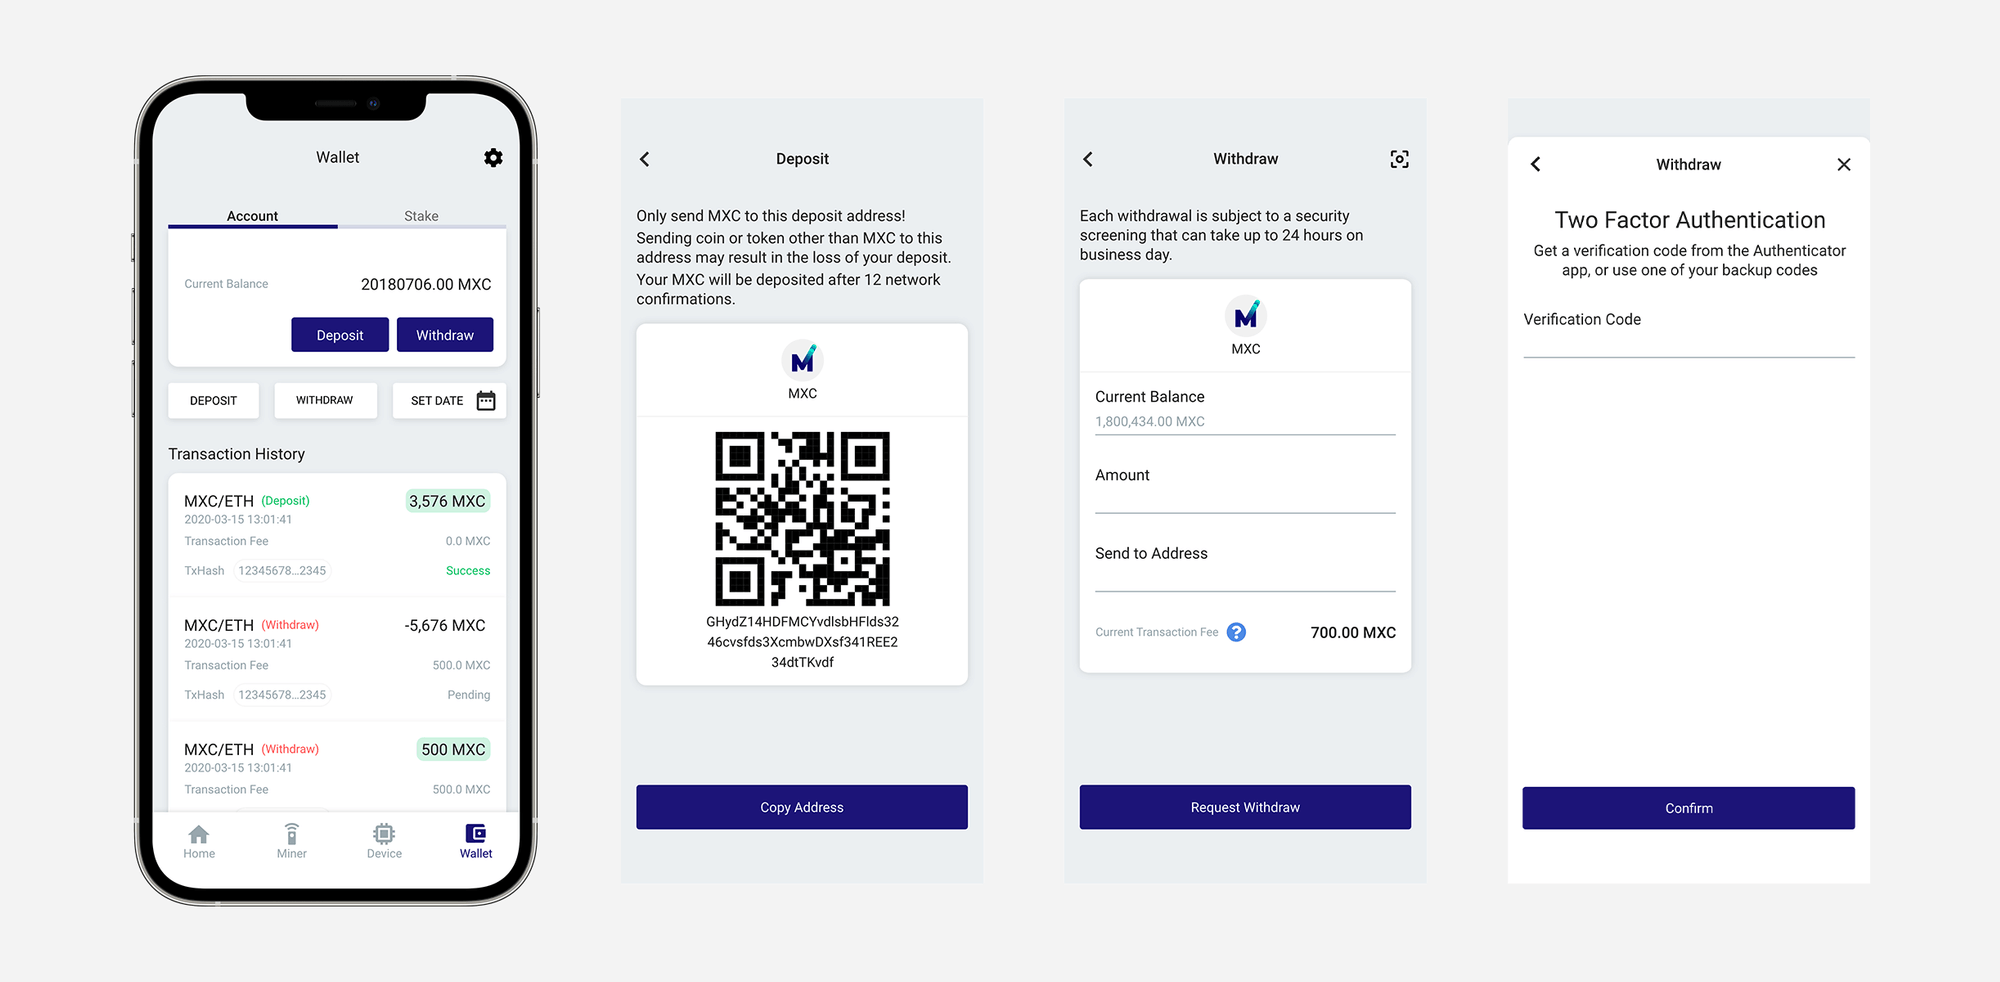 Wallet
Account
Stake
Current Balance
20180706.00 MXC
Deposit
Withdraw
DEPOSIT
WITHDRAW
SET DATE
Transaction History
MXC/ETH (Deposit)
3,576 MXC
2020-03-15 13:01:41
Transaction Fee
0.0 MXC
TxHash
12345678...2345
Success
MXC/ETH (Withdraw)
-5,676 MXC
2020-03-15 13:01:41
Transaction Fee
500.0 MXC
TxHash
12345678...2345
Pending
MXC/ETH (Withdraw)
500 MXC
2020-03-15 13:01:41
Transaction Fee
500.0 MXC
Home
Miner
Device
Wallet
Deposit
Only send MXC to this deposit address!
Sending coin or token other than MXC to this
address may result in the loss of your deposit.
Your MXC will be deposited after 12 network
confirmations.
MXC
GHydZ14HDFMCYvdlsbHFlds32
46cvsfds3XcmbwDXsf341REE2
34dtTKvdf
Copy Address
Withdraw
Each withdrawal is subject to a security
screening that can take up to 24 hours on
business day.
MXC
Current Balance
1,800,434.00 MXC
Amount
Send to Address
Current Transaction Fee
?
700.00 MXC
Request Withdraw
Withdraw
Two Factor Authentication
Get a verification code from the Authenticator
app, or use one of your backup codes
Verification Code
Confirm